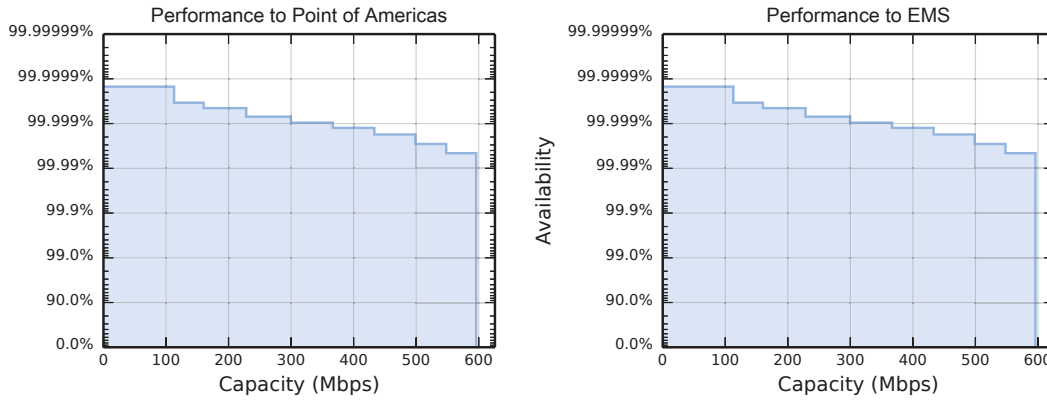 Performance to Point of Americas
99.99999%
99.9999%
99.999%
99.99%
99.9%
99.0%
90.0%
0.0%
0 100 200 300 400 500 600
Capacity (Mbps)
Performance to EMS
Availability
99.99999%
99.9999%
99.999%
99.99%
99.9%
99.0%
90.0%
0.0%
0 100 200 300 400 500 600
Capacity (Mbps)